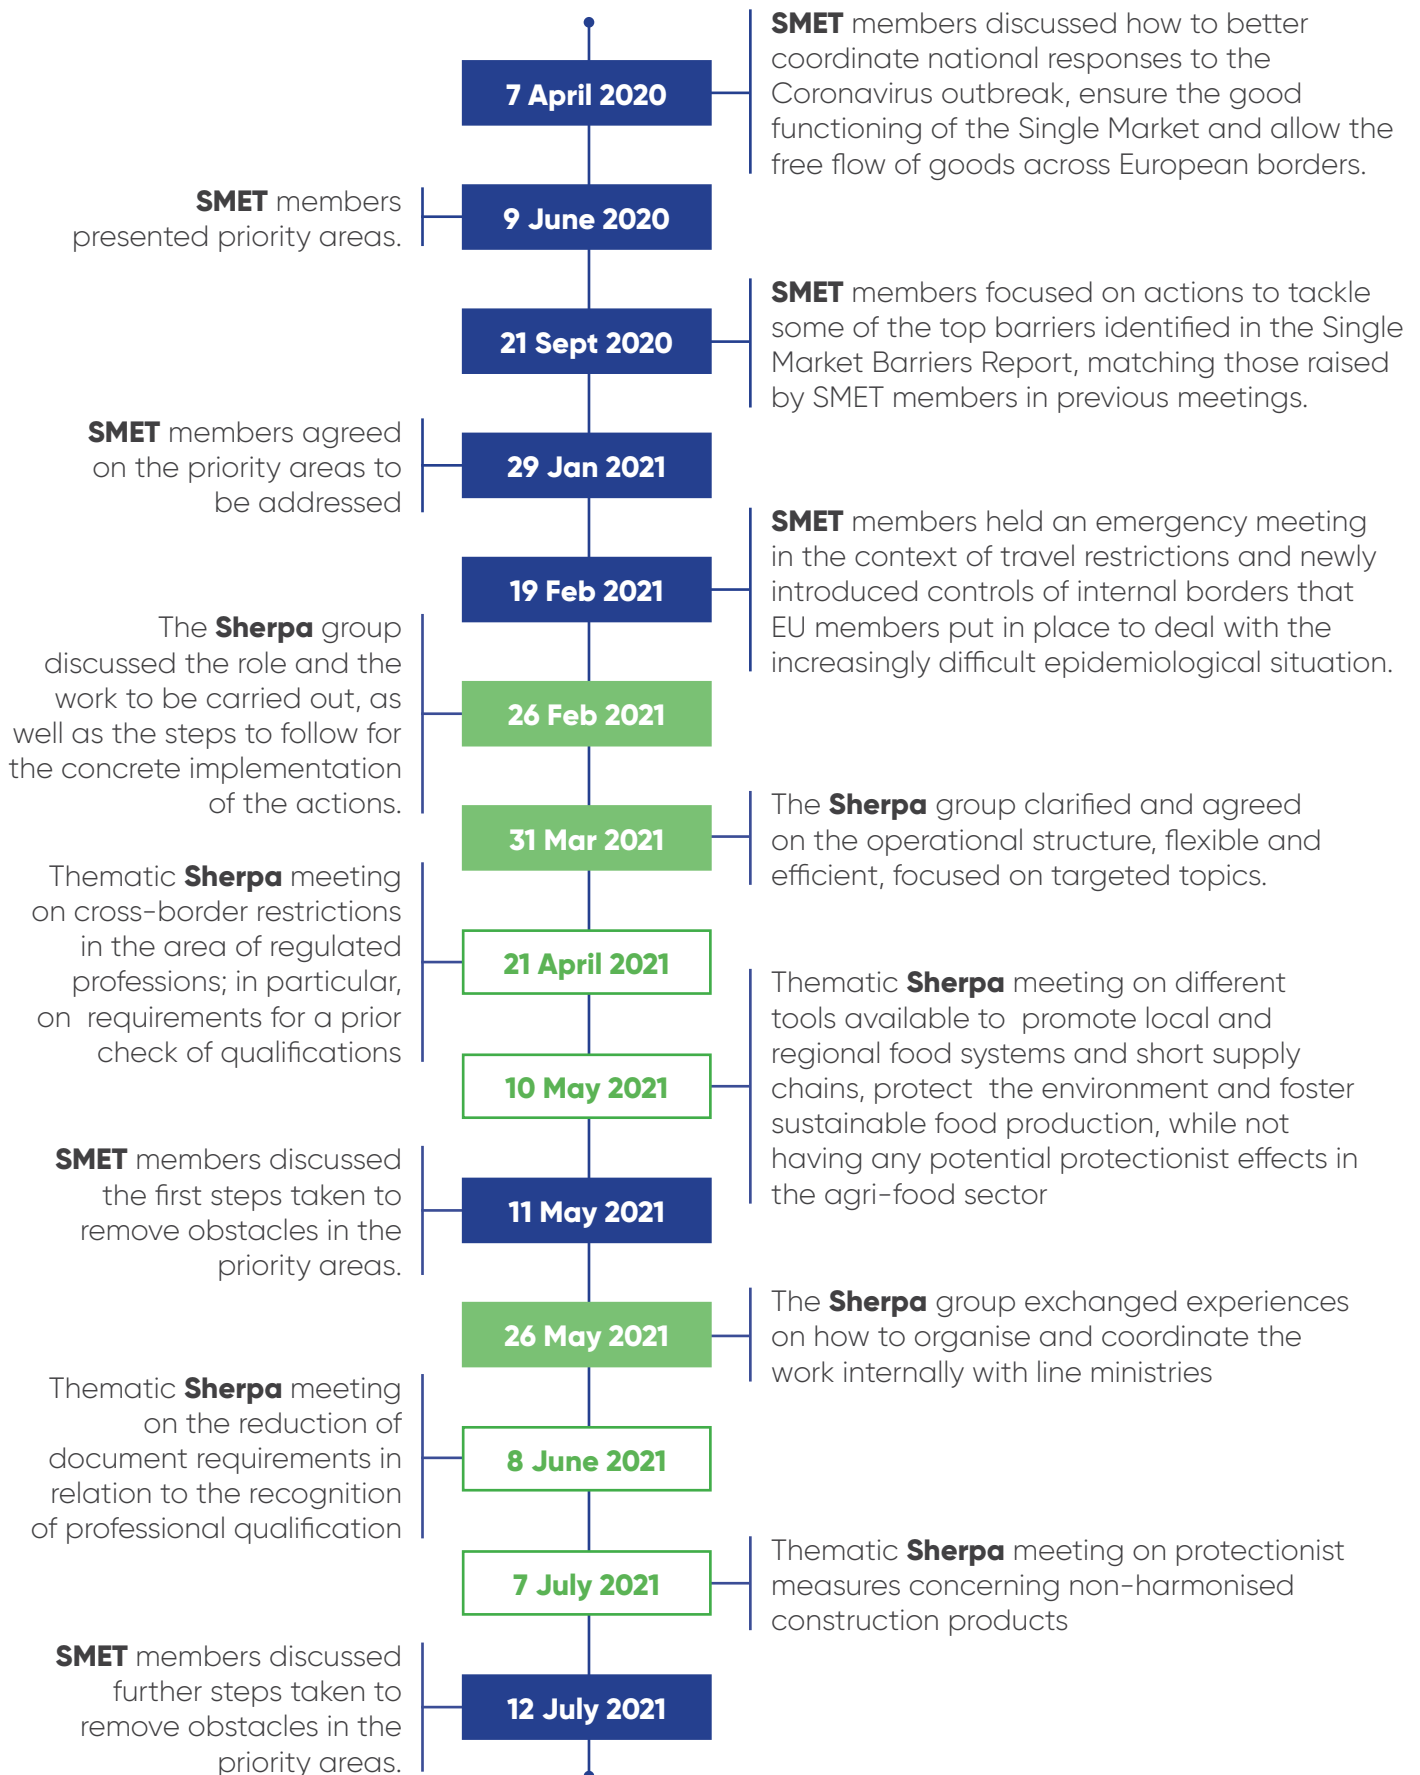 7 April 2020
SMET members discussed how to better
coordinate national responses to the
Coronavirus outbreak, ensure the good
functioning of the Single Market and allow the
free flow of goods across European borders.
9 June 2020
SMET members
presented priority areas.
21 Sept 2020
SMET members focused on actions to tackle
some of the top barriers identified in the Single
Market Barriers Report, matching those raised
by SMET members in previous meetings.
29 Jan 2021
SMET members agreed
on the priority areas to
be addressed
19 Feb 2021
SMET members held an emergency meeting
in the context of travel restrictions and newly
introduced controls of internal borders that
EU members put in place to deal with the
increasingly difficult epidemiological situation.
26 Feb 2021
The Sherpa group
discussed the role and the
work to be carried out, as
well as the steps to follow for
the concrete implementation
of the actions.
31 Mar 2021
The Sherpa group clarified and agreed
on the operational structure, flexible and
efficient, focused on targeted topics.
21 April 2021
Thematic Sherpa meeting
on cross-border restrictions
in the area of regulated
professions; in particular,
on requirements for a prior
check of qualifications
10 May 2021
Thematic Sherpa meeting on different
tools available to promote local and
regional food systems and short supply
chains, protect the environment and foster
sustainable food production, while not
having any potential protectionist effects in
the agri-food sector
11 May 2021
SMET members discussed
the first steps taken to
remove obstacles in the
priority areas.
26 May 2021
The Sherpa group exchanged experiences
on how to organise and coordinate the
work internally with line ministries
8 June 2021
Thematic Sherpa meeting
on the reduction of
document requirements in
relation to the recognition
of professional qualification
7 July 2021
Thematic Sherpa meeting on protectionist
measures concerning non-harmonised
construction products
12 July 2021
SMET members discussed
further steps taken to
remove obstacles in the
priority areas.